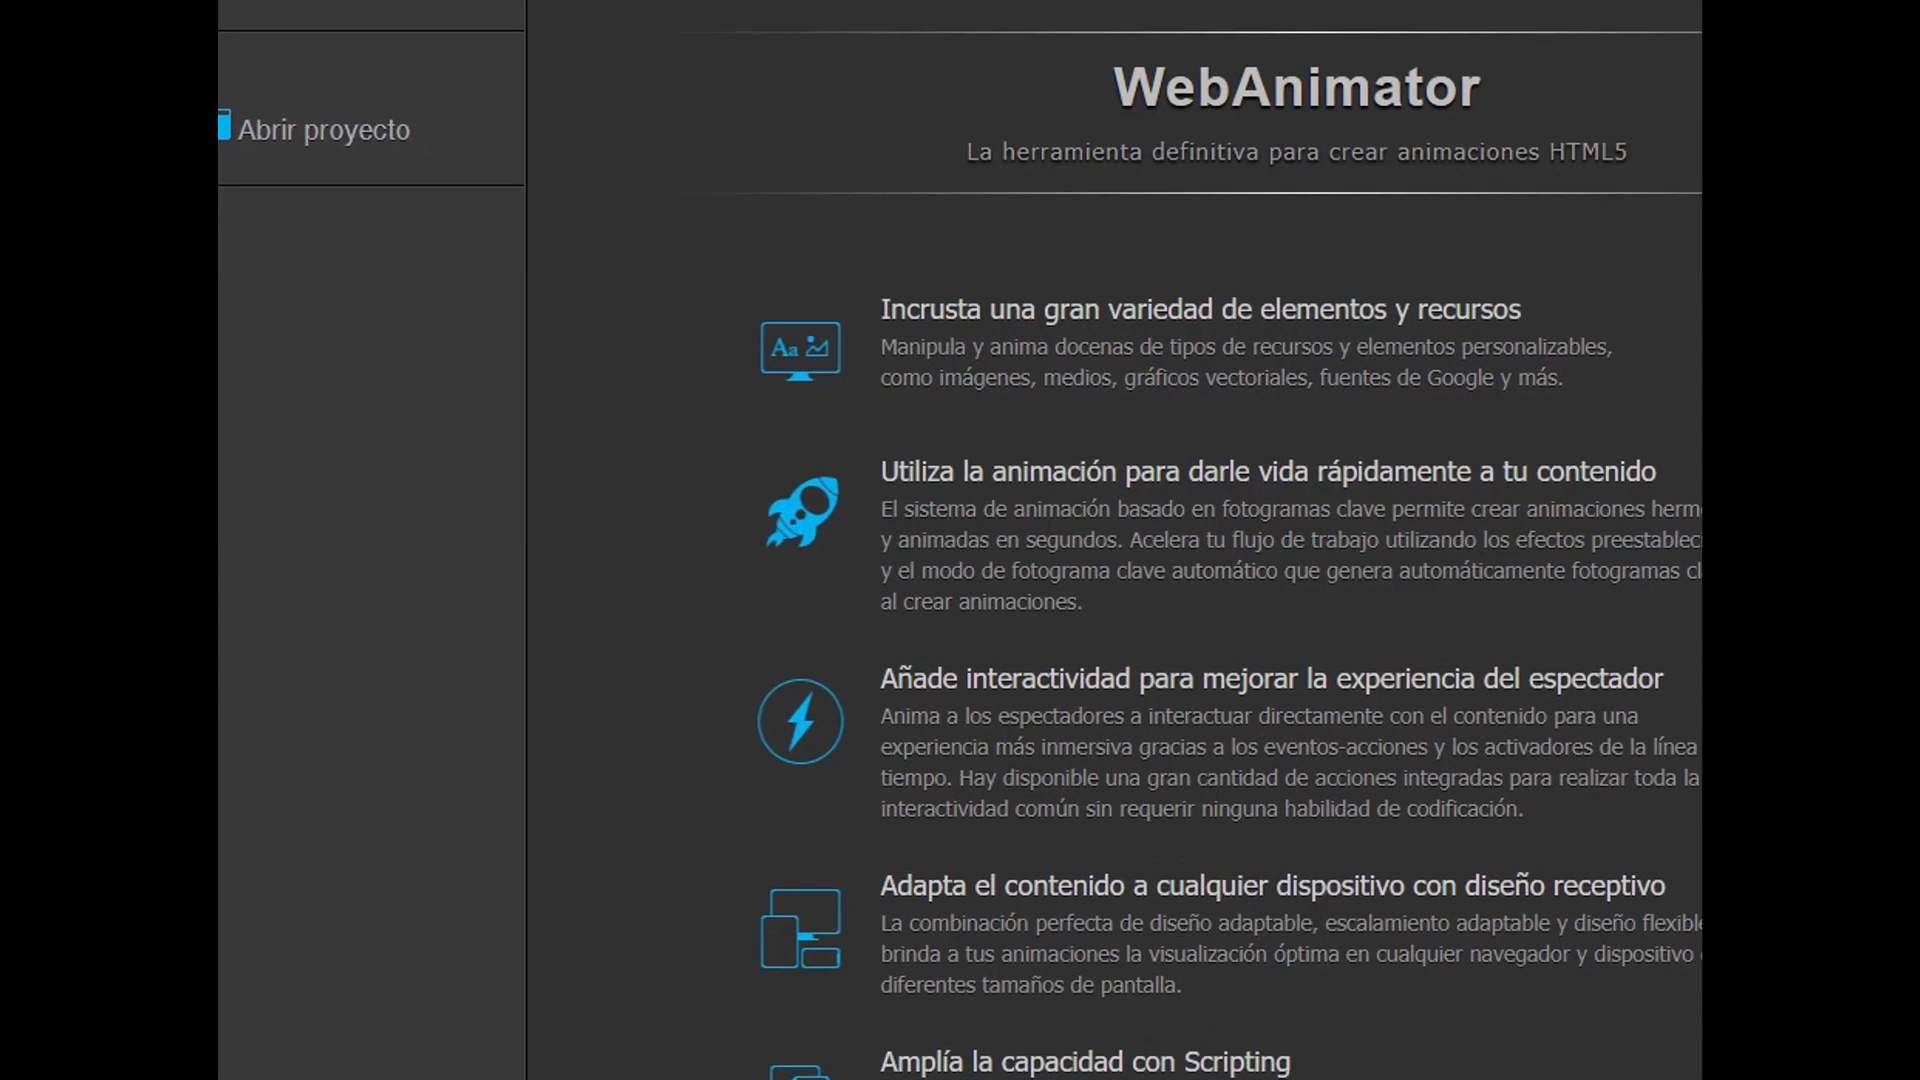 Abrir proyecto
WebAnimator
La herramienta definitiva para crear animaciones HTML5
Aa
Incrusta una gran variedad de elementos y recursos
Manipula y anima docenas de tipos de recursos y elementos personalizables,
como imágenes, medios, gráficos vectoriales, fuentes de Google y más.
Utiliza la animación para darle vida rápidamente a tu contenido
El sistema de animación basado en fotogramas clave permite crear animaciones
y animadas en segundos. Acelera tu flujo de trabajo utilizando los efectos
y el modo de fotograma clave automático que genera automáticamente fotogramas
al crear animaciones.
Añade interactividad para mejorar la experiencia del espectador
Anima a los espectadores a interactuar directamente con el contenido para una
experiencia más inmersiva gracias a los eventos-acciones y los activadores de la línea
tiempo. Hay disponible una gran cantidad de acciones integradas para realizar toda la
interactividad común sin requerir ninguna habilidad de codificación.
Adapta el contenido a cualquier dispositivo con diseño receptivo
La combinación perfecta de diseño adaptable, escalamiento adaptable y diseño
brinda a tus animaciones la visualización óptima en cualquier navegador y dispositivo
diferentes tamaños de pantalla.
Amplía la capacidad con Scripting